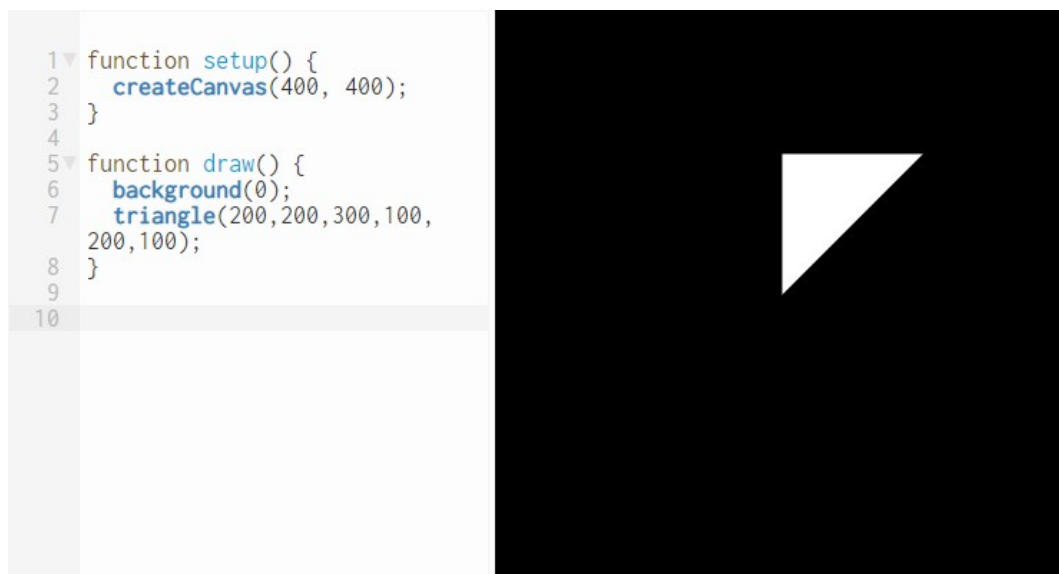 1 function setup() {
2 createCanvas(400, 400);
3 }
4
5 function draw() {
6 background(0);
7 triangle(200,200,300,100,
200,100);
8 }
9
10